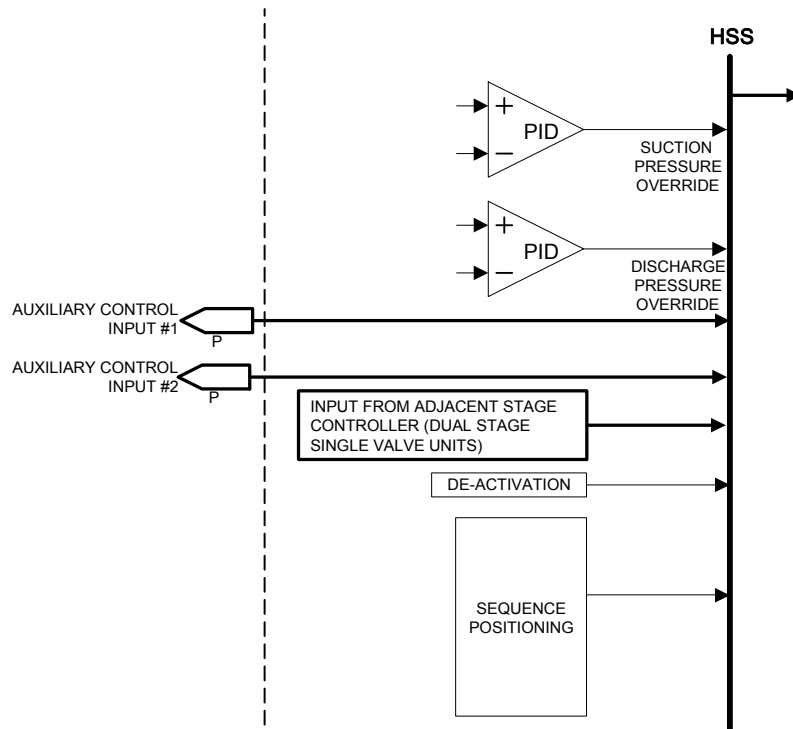 HSS
+
PID
−
SUCTION
PRESSURE
OVERRIDE
+
PID
−
DISCHARGE
PRESSURE
OVERRIDE
AUXILIARY CONTROL
INPUT #1
P
AUXILIARY CONTROL
INPUT #2
P
INPUT FROM ADJACENT STAGE
CONTROLLER (DUAL STAGE
SINGLE VALVE UNITS)
DE-ACTIVATION
SEQUENCE
POSITIONING